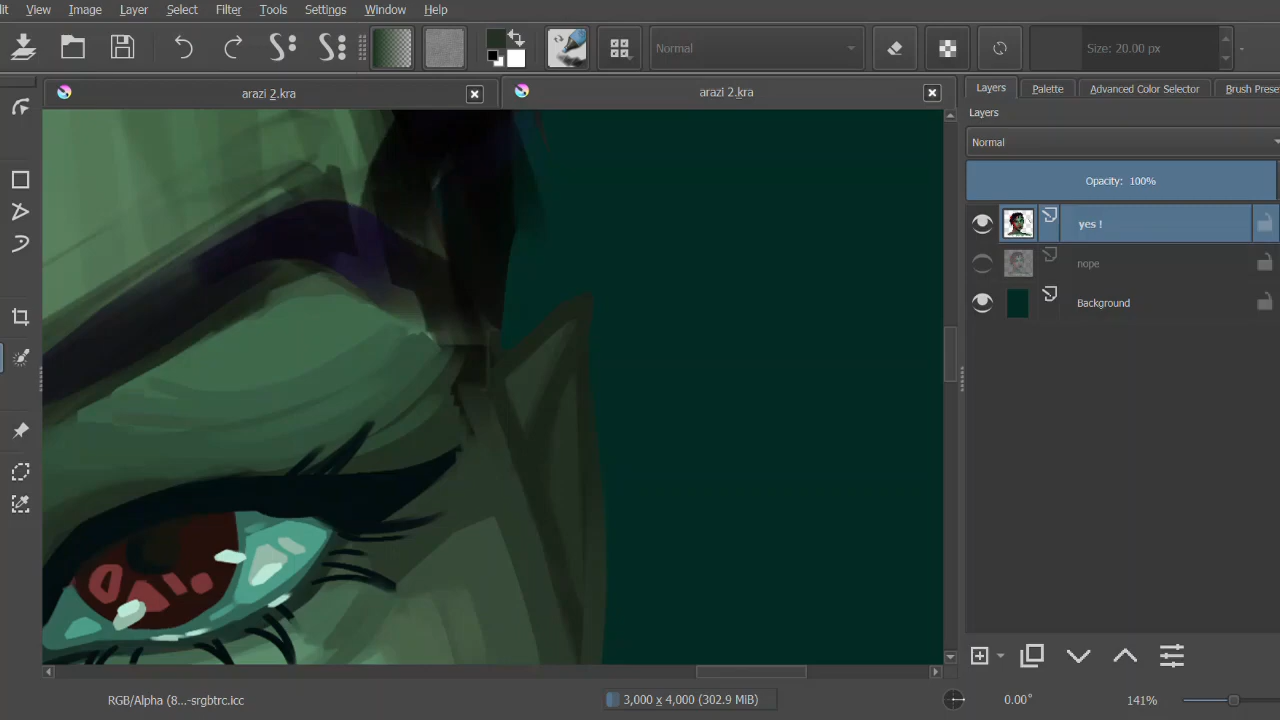 View Image Layer Select Filter Tools Settings Window Help
Normal
Size: 20.00 px
arazi 2.kra
arazi 2.kra
Layers Palette Advanced Color Selector Brush Prese
Layers
Normal
Opacity: 100%
yes !
nope
Background
RGB/Alpha (8...-srgbtrc.icc
3,000 x 4,000 (302.9 MiB)
0.00°
141%